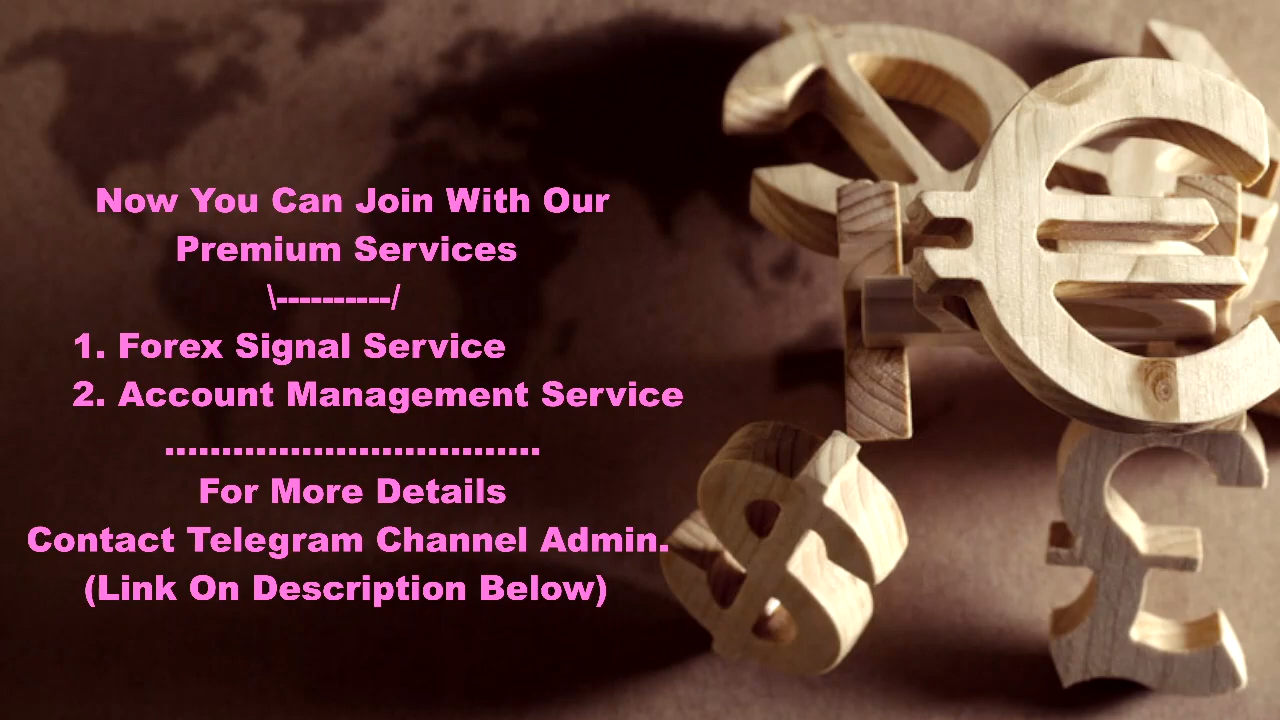 Now You Can Join With Our
Premium Services
\----------/
1. Forex Signal Service
2. Account Management Service
................................
For More Details
Contact Telegram Channel Admin.
(Link On Description Below)